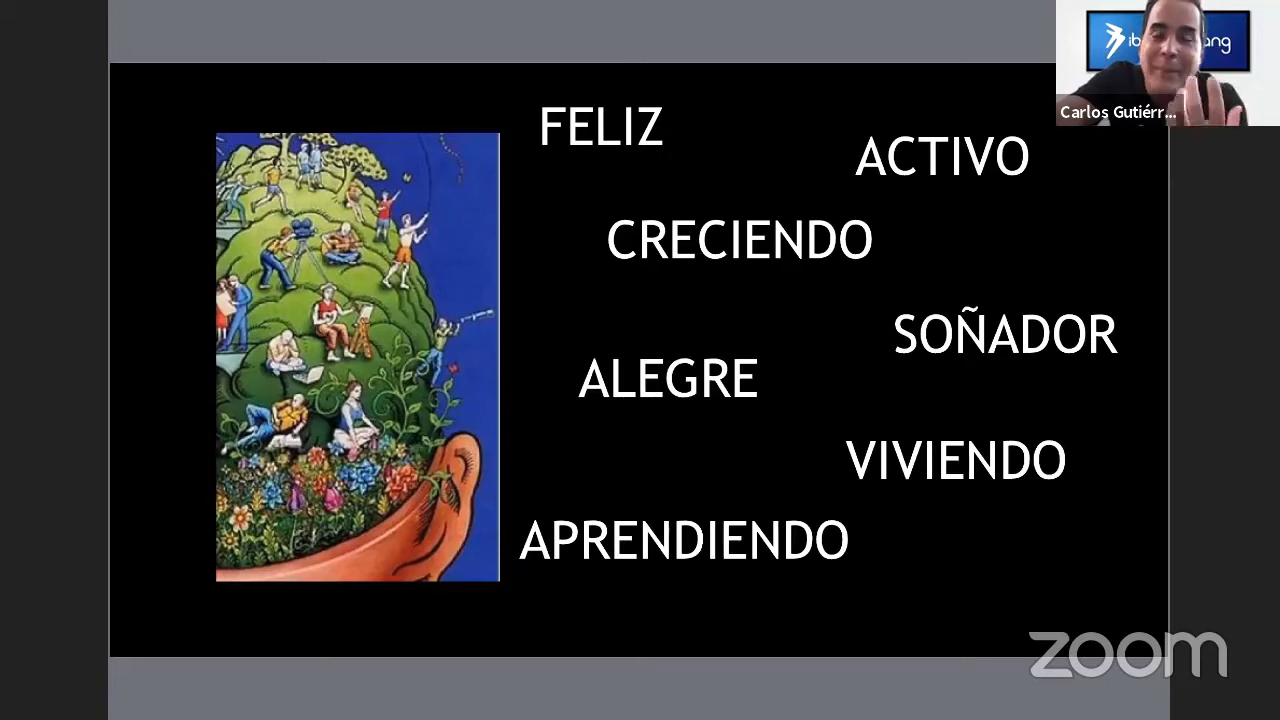 FELIZ
ACTIVO
CRECIENDO
SOÑADOR
ALEGRE
VIVIENDO
APRENDIENDO
Carlos Gutiérr...
zoom